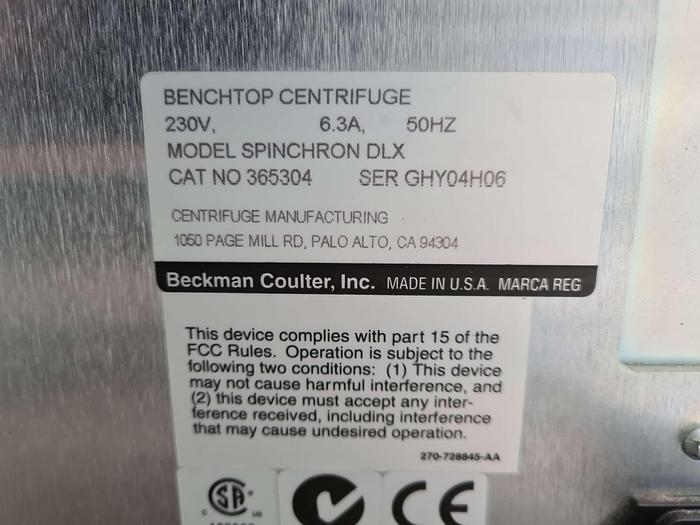 BENCHTOP CENTRIFUGE
230V, 6.3A, 50HZ
MODEL SPINCHRON DLX
CAT NO 365304 SER GHY04H06
CENTRIFUGE MANUFACTURING
1050 PAGE MILL RD, PALO ALTO, CA 94304
Beckman Coulter, Inc. MADE IN U.S.A. MARCA REG
This device complies with part 15 of the
FCC Rules. Operation is subject to the
following two conditions: (1) This device
may not cause harmful interference, and
(2) this device must accept any inter-
ference received, including interference
that may cause undesired operation.
270-728845-AA
C SA US
CE